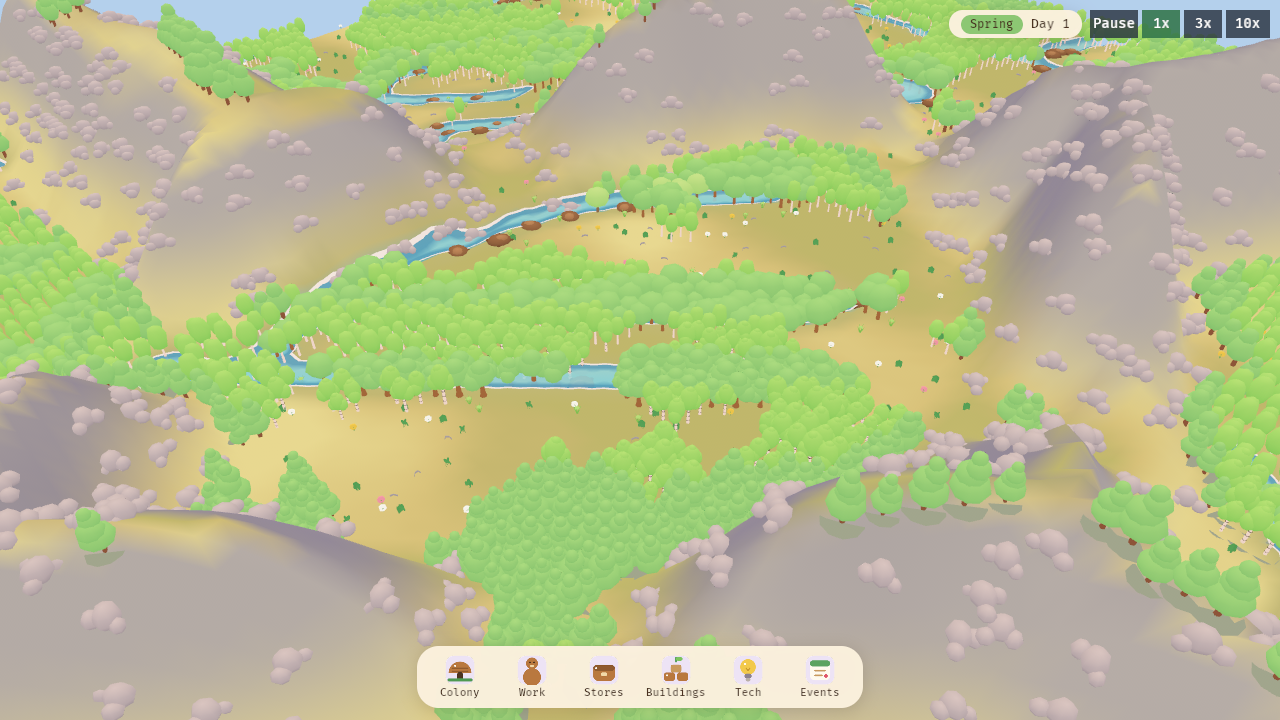 Spring Day 1 Pause 1x 3x 10x
Colony Work Stores Buildings Tech Events